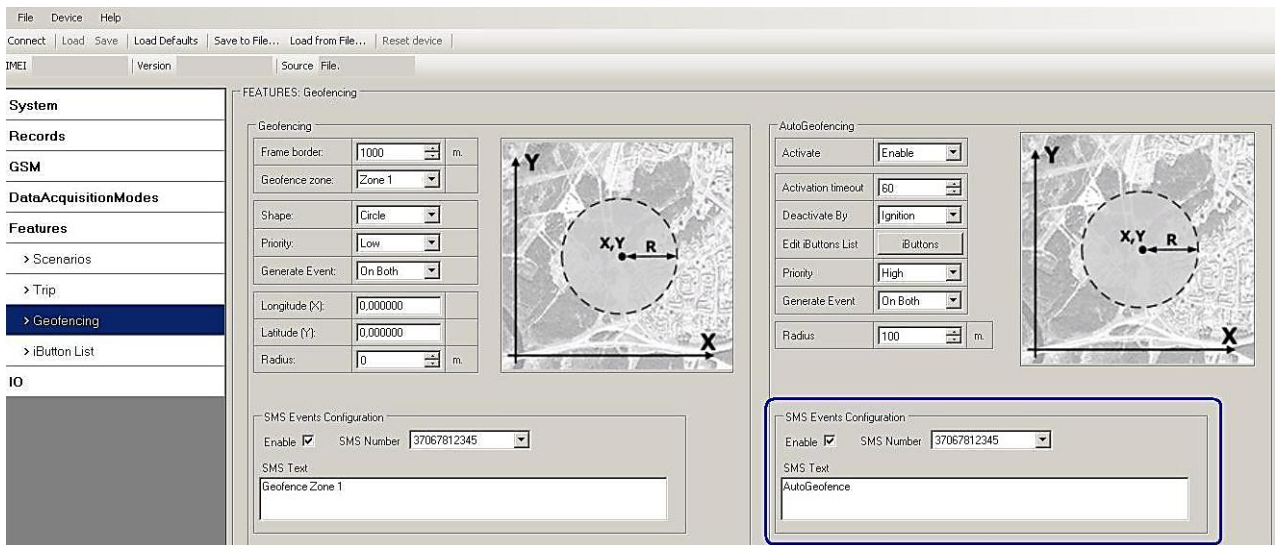 File Device Help
Connect Load Save Load Defaults Save to File... Load from File... Reset device
IMEI Version Source File.
System
Records
GSM
DataAcquisitionModes
Features
> Scenarios
> Trip
> Geofencing
> iButton List
IO
FEATURES: Geofencing
Geofencing
Frame border: 1000 m.
Geofence zone: Zone 1
Shape: Circle
Priority: Low
Generate Event: On Both
Longitude (X): 0,000000
Latitude (Y): 0,000000
Radius: 0 m.
Y
X,Y R
X
SMS Events Configuration
Enable SMS Number 37067812345
SMS Text
Geofence Zone 1
AutoGeofencing
Activate Enable
Activation timeout 60
Deactivate By Ignition
Edit iButtons List iButtons
Priority High
Generate Event On Both
Radius 100 m.
Y
X,Y R
X
SMS Events Configuration
Enable SMS Number 37067812345
SMS Text
AutoGeofence